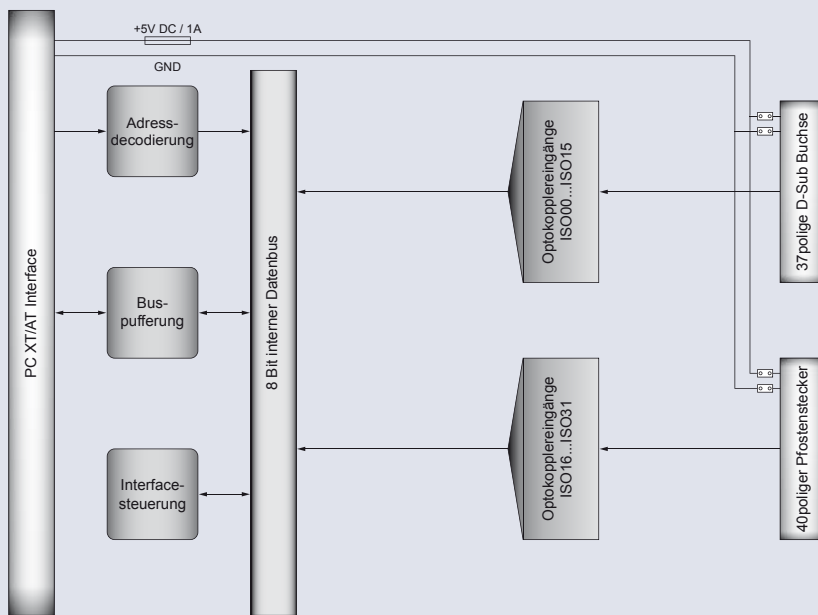 +5V DC / 1A
GND
PC XT/AT Interface
Adress-
decodierung
Bus-
pufferung
Interface-
steuerung
8 Bit interner Datenbus
Optokopplereingänge
ISO00...ISO15
Optokopplereingänge
ISO16...ISO31
37polige D-Sub Buchse
40poliger Pfostenstecker